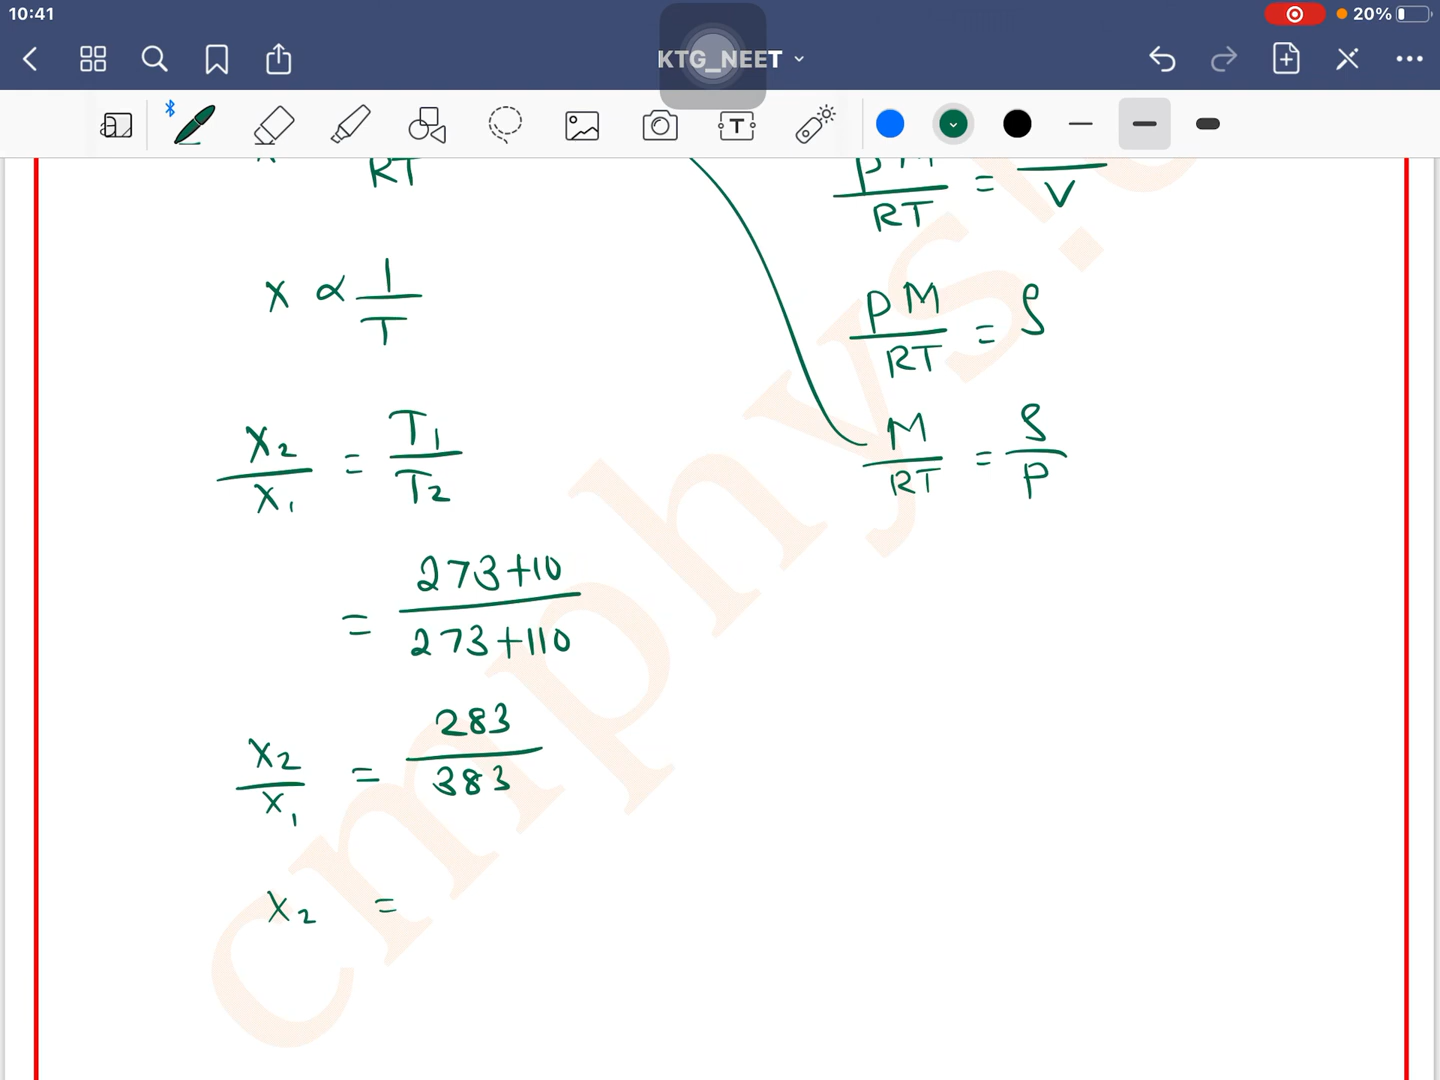 10:41
20%
KTG_NEET
T
RT
x ∝ 1/T
x₂/x₁ = T₁/T₂
= 273+10/273+110
x₂/x₁ = 283/383
x₂ =
PM/RT = /V
PM/RT = ρ
M/RT = ρ/P
cmphysi